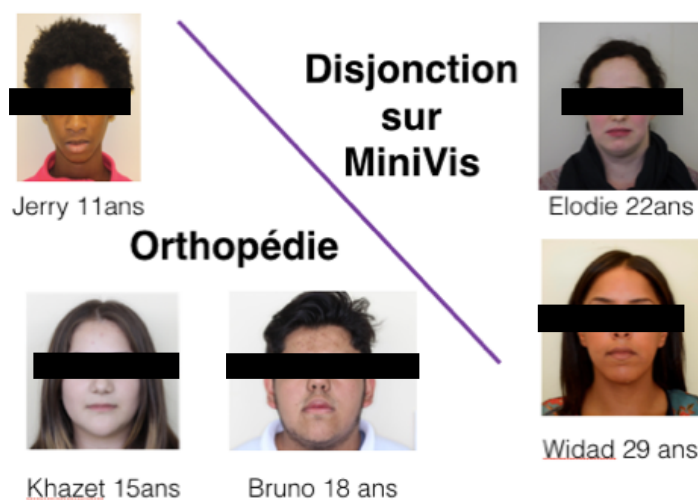 Disjonction
sur
MiniVis
Jerry 11ans
Elodie 22ans
Orthopédie
Widad 29 ans
Khazet 15ans
Bruno 18 ans